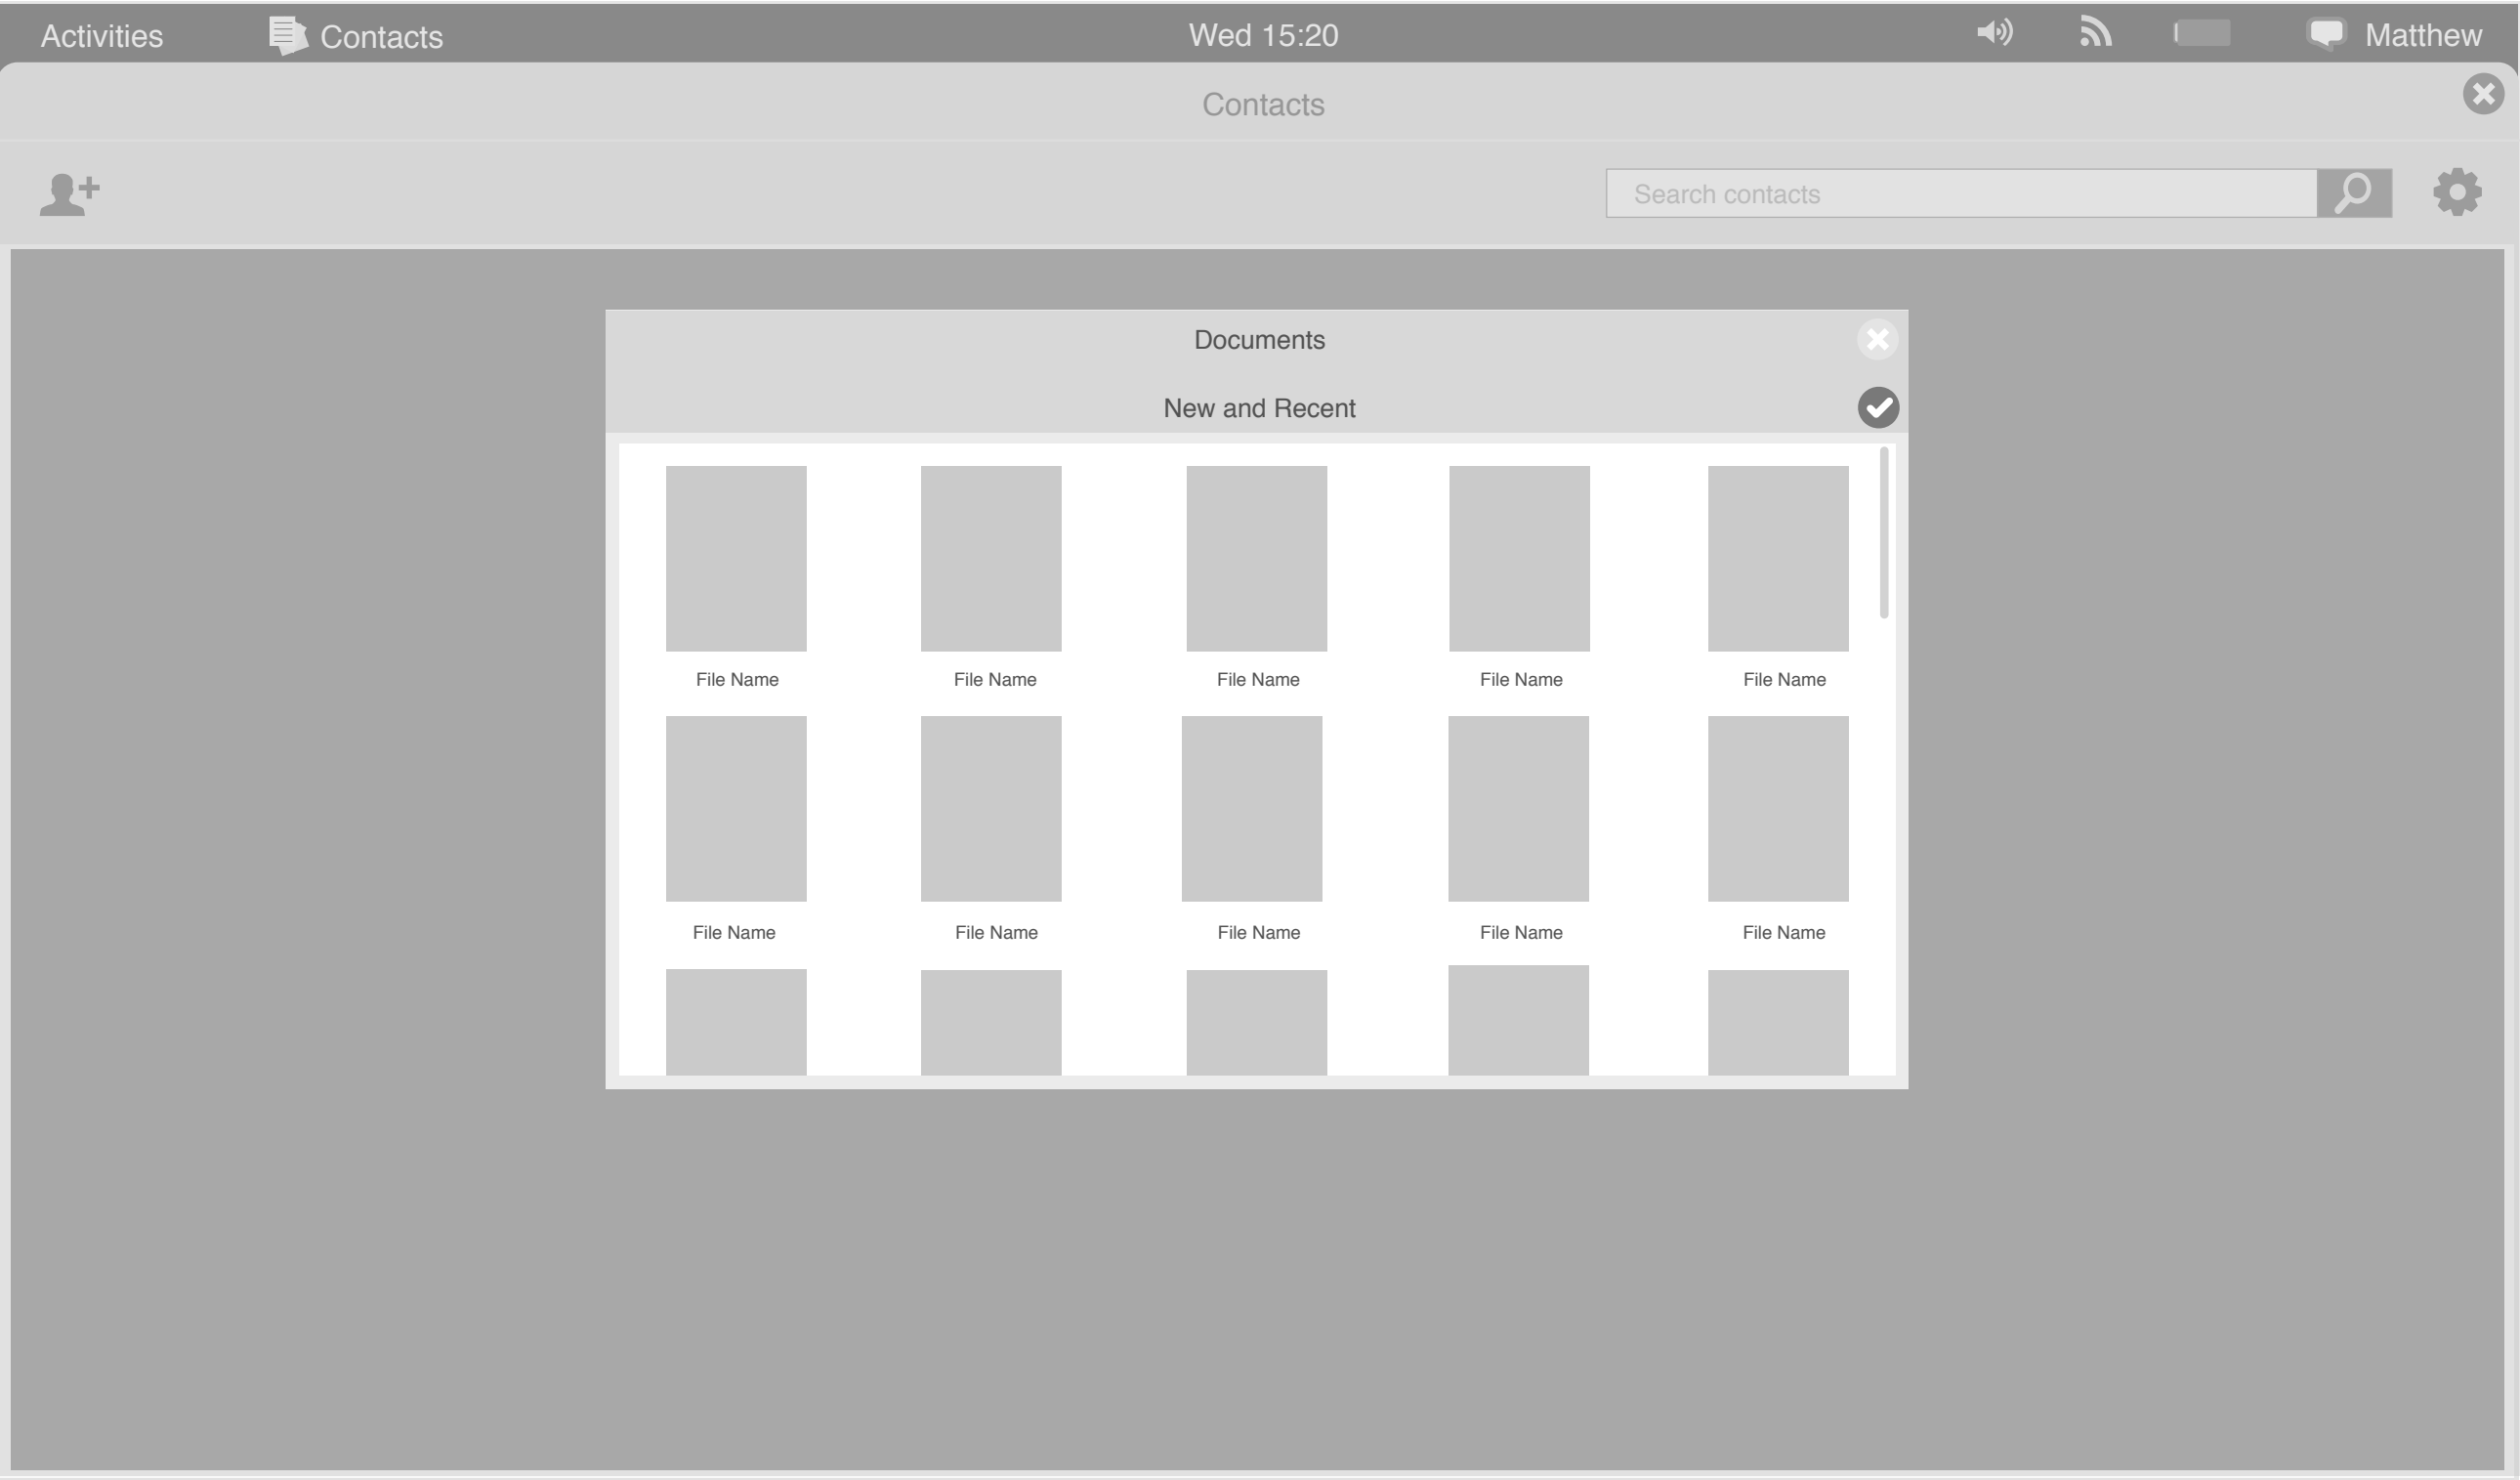 Activities Contacts Wed 15:20 Matthew
Contacts
Search contacts
Documents
New and Recent
File Name File Name File Name File Name File Name
File Name File Name File Name File Name File Name